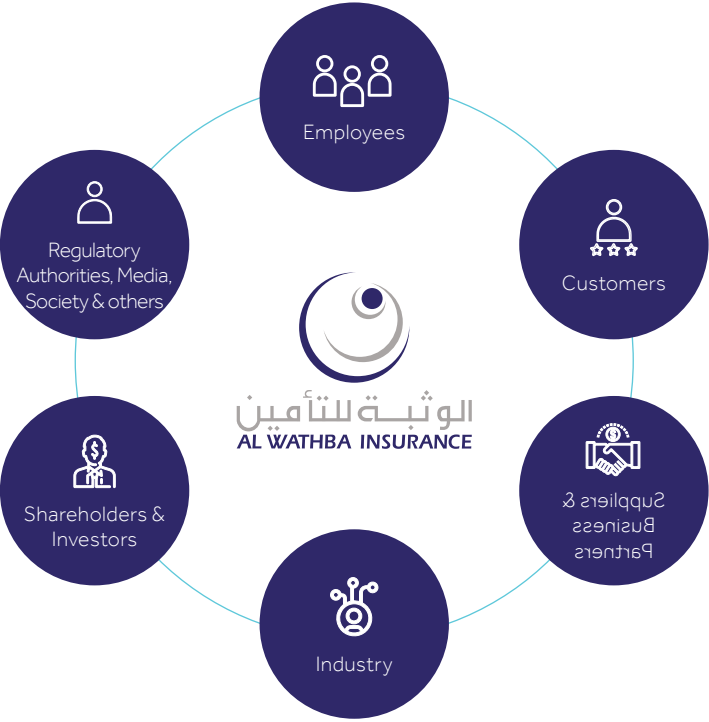 Employees
Customers
Suppliers &
Business
Partners
Industry
Shareholders &
Investors
Regulatory
Authorities, Media,
Society & others
الوثبة للتأمين
AL WATHBA INSURANCE